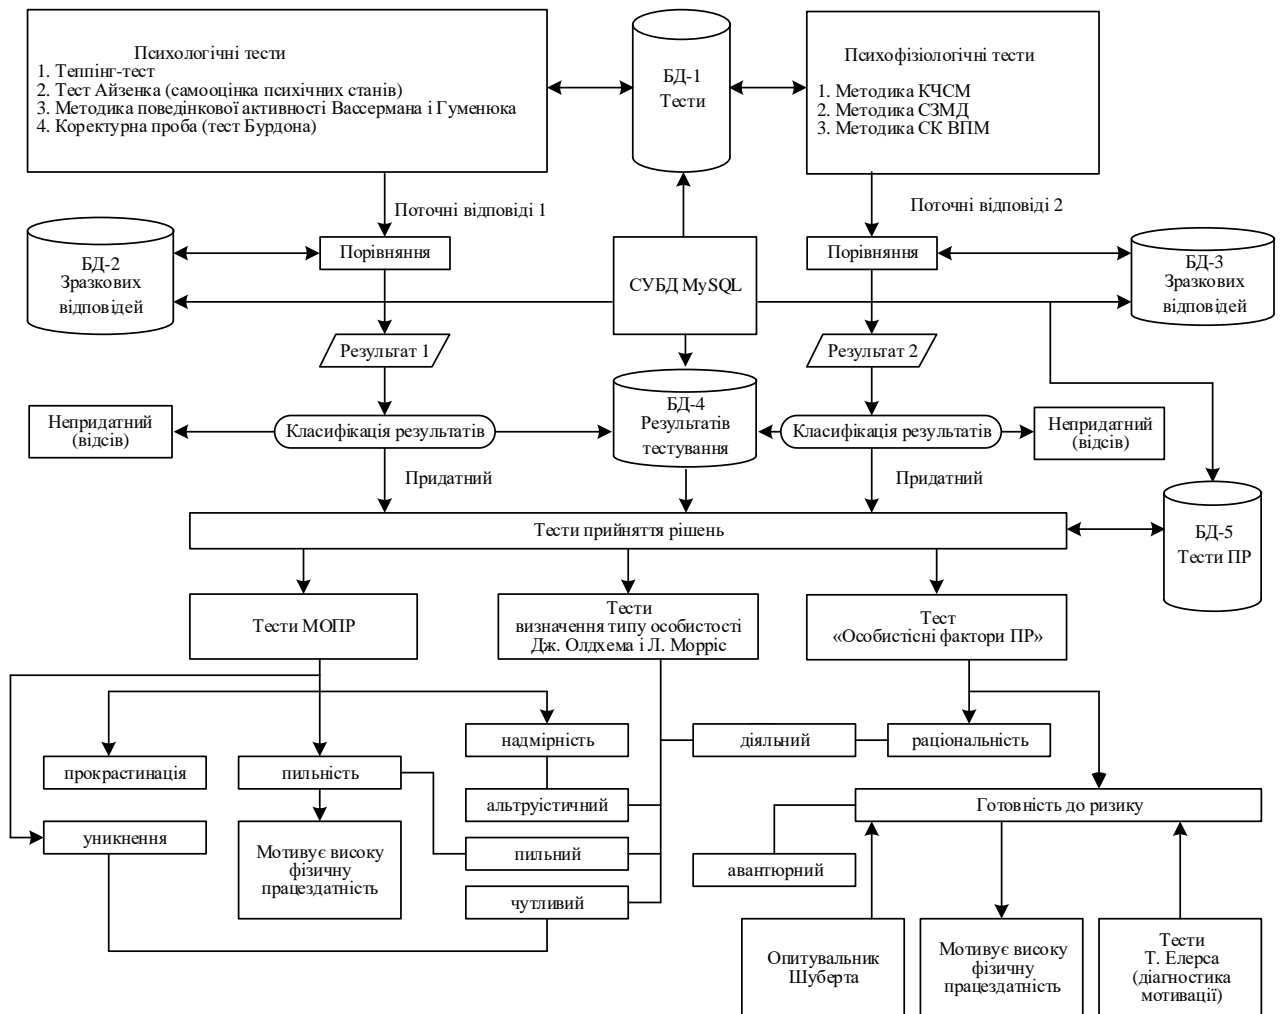 Психологічні тести
1. Теппінг-тест
2. Тест Айзенка (самооцінка психічних станів)
3. Методика поведінкової активності Вассермана і Гуменюка
4. Коректурна проба (тест Бурдона)
БД-1
Тести
Психофізіологічні тести
1. Методика КЧСМ
2. Методика СЗМД
3. Методика СК ВПМ
Поточні відповіді 1
Поточні відповіді 2
БД-2
Зразкових
відповідей
Порівняння
СУБД MySQL
Порівняння
БД-3
Зразкових
відповідей
Результат 1
Результат 2
Непридатний
(відсів)
Класифікація результатів
БД-4
Результатів
тестування
Класифікація результатів
Непридатний
(відсів)
Придатний
Придатний
Тести прийняття рішень
БД-5
Тести ПР
Тести МОПР
Тести
визначення типу особистості
Дж. Олдхема і Л. Морріс
Тест
«Особистісні фактори ПР»
надмірність
діяльний
раціональність
прокрастинація
пильність
альтруїстичний
Готовність до ризику
уникнення
Мотивує високу
фізичну
працездатність
пильний
авантюрний
чутливий
Опитувальник
Шуберта
Мотивує високу
фізичну
працездатність
Тести
Т. Елерса
(діагностика
мотивації)